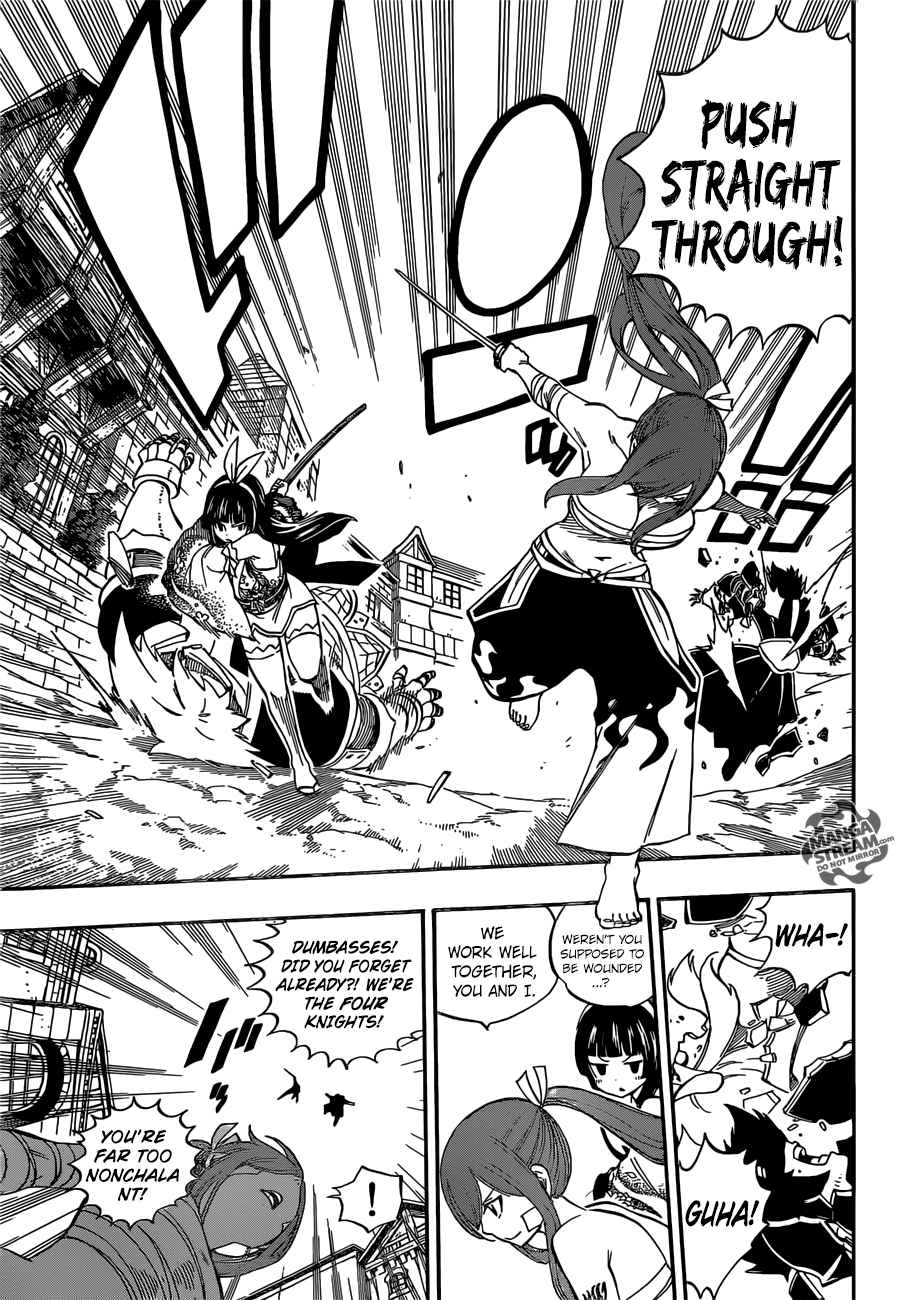 PUSH
STRAIGHT
THROUGH!
MANGA
STREAM.com
DO NOT MIRROR
WHA-!
GUHA!
WEREN'T YOU
SUPPOSED TO
BE WOUNDED
...?
WE
WORK WELL
TOGETHER,
YOU AND I.
DUMBASSES!
DID YOU FORGET
ALREADY?! WE'RE
THE FOUR
KNIGHTS!
!
YOU'RE
FAR TOO
NONCHALA
NT!